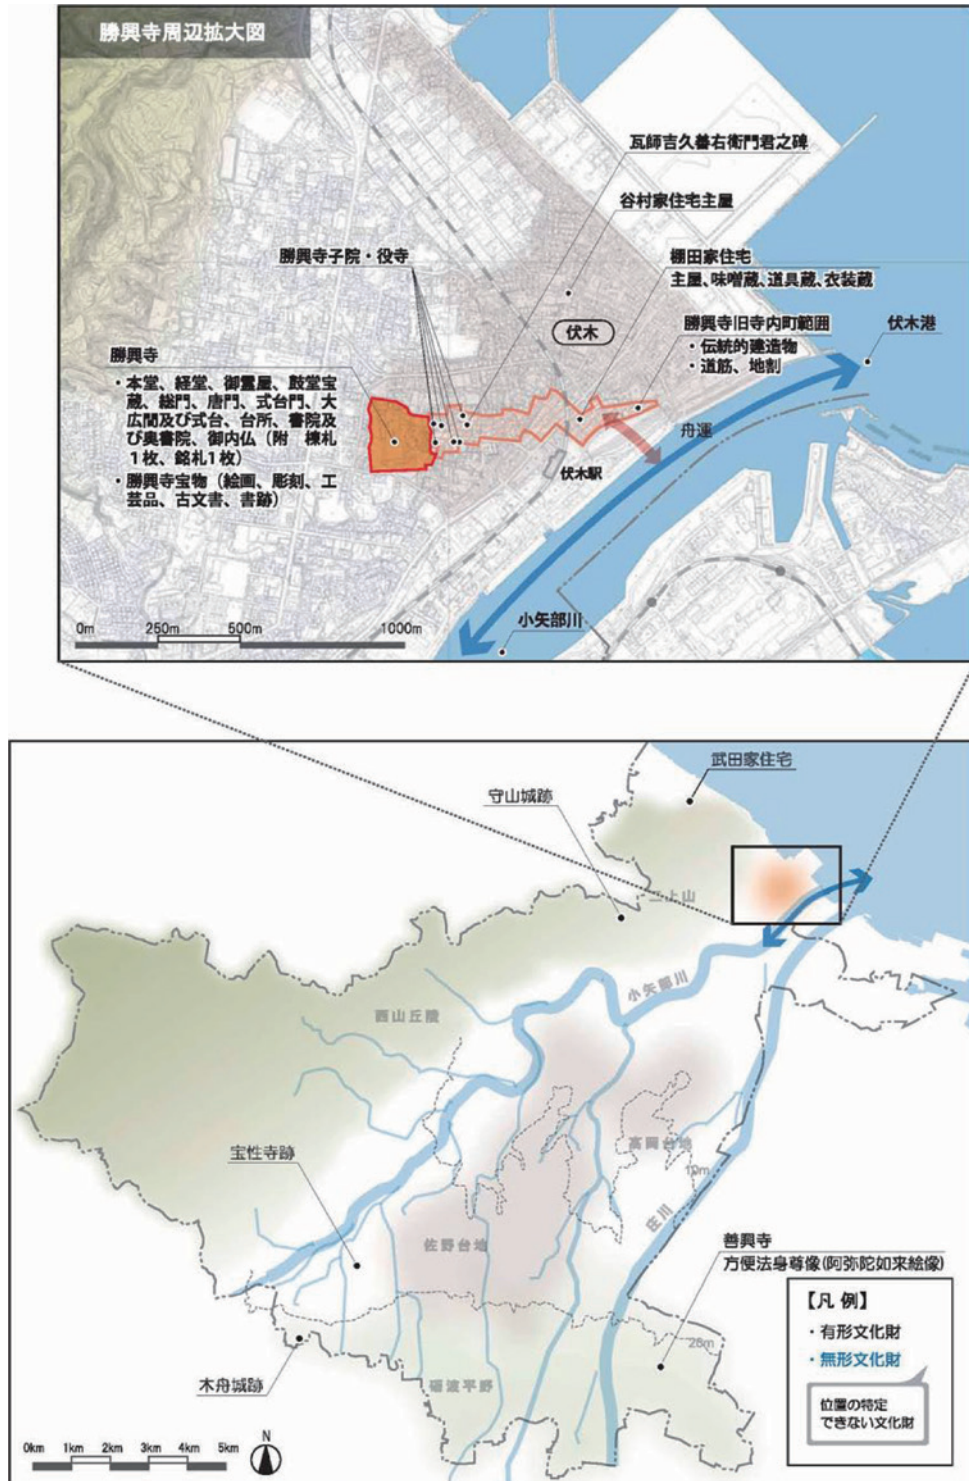 勝興寺周辺拡大図
瓦師吉久善右衛門君之碑
谷村家住宅主屋
勝興寺子院・役寺
棚田家住宅
主屋、味噌蔵、道具蔵、衣装蔵
伏木
勝興寺旧寺内町範囲
・伝統的建造物
・道筋、地割
伏木港
勝興寺
・本堂、経堂、御霊屋、鼓堂宝
蔵、総門、唐門、式台門、大
広間及び式台、台所、書院及
び奥書院、御内仏（附 棟札
1枚、銘札1枚）
・勝興寺宝物（絵画、彫刻、工
芸品、古文書、書跡）
舟運
伏木駅
小矢部川
0m 250m 500m 1000m
武田家住宅
守山城跡
二上山
小矢部川
西山丘陵
宝性寺跡
高岡台地
10m
庄川
佐野台地
善興寺
方便法身尊像(阿弥陀如来絵像)
28m
木舟城跡
砺波平野
【凡 例】
・有形文化財
・無形文化財
位置の特定
できない文化財
0km 1km 2km 3km 4km 5km
N